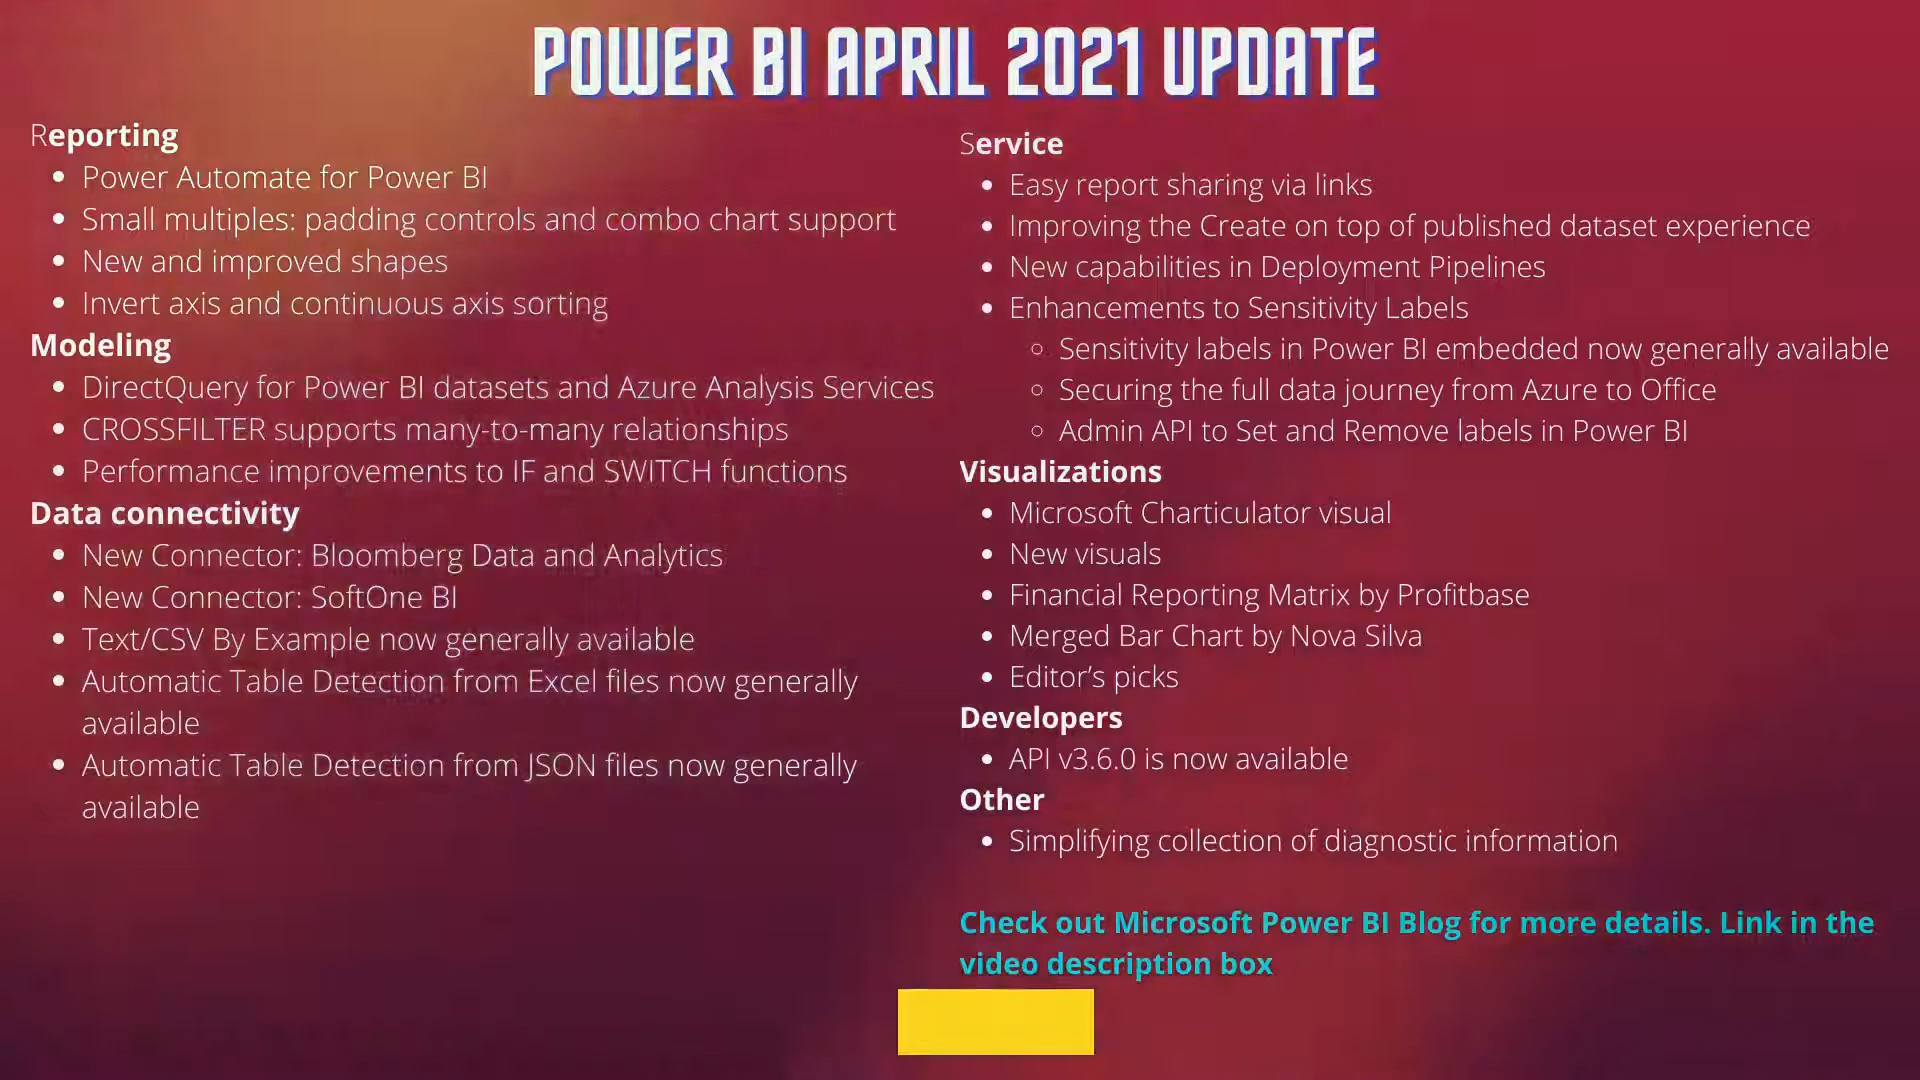 POWER BI APRIL 2021 UPDATE
Reporting
• Power Automate for Power BI
• Small multiples: padding controls and combo chart support
• New and improved shapes
• Invert axis and continuous axis sorting
Modeling
• DirectQuery for Power BI datasets and Azure Analysis Services
• CROSSFILTER supports many-to-many relationships
• Performance improvements to IF and SWITCH functions
Data connectivity
• New Connector: Bloomberg Data and Analytics
• New Connector: SoftOne BI
• Text/CSV By Example now generally available
• Automatic Table Detection from Excel files now generally
available
• Automatic Table Detection from JSON files now generally
available
Service
• Easy report sharing via links
• Improving the Create on top of published dataset experience
• New capabilities in Deployment Pipelines
• Enhancements to Sensitivity Labels
◦ Sensitivity labels in Power BI embedded now generally available
◦ Securing the full data journey from Azure to Office
◦ Admin API to Set and Remove labels in Power BI
Visualizations
• Microsoft Charticulator visual
• New visuals
• Financial Reporting Matrix by Profitbase
• Merged Bar Chart by Nova Silva
• Editor’s picks
Developers
• API v3.6.0 is now available
Other
• Simplifying collection of diagnostic information
Check out Microsoft Power BI Blog for more details. Link in the
video description box